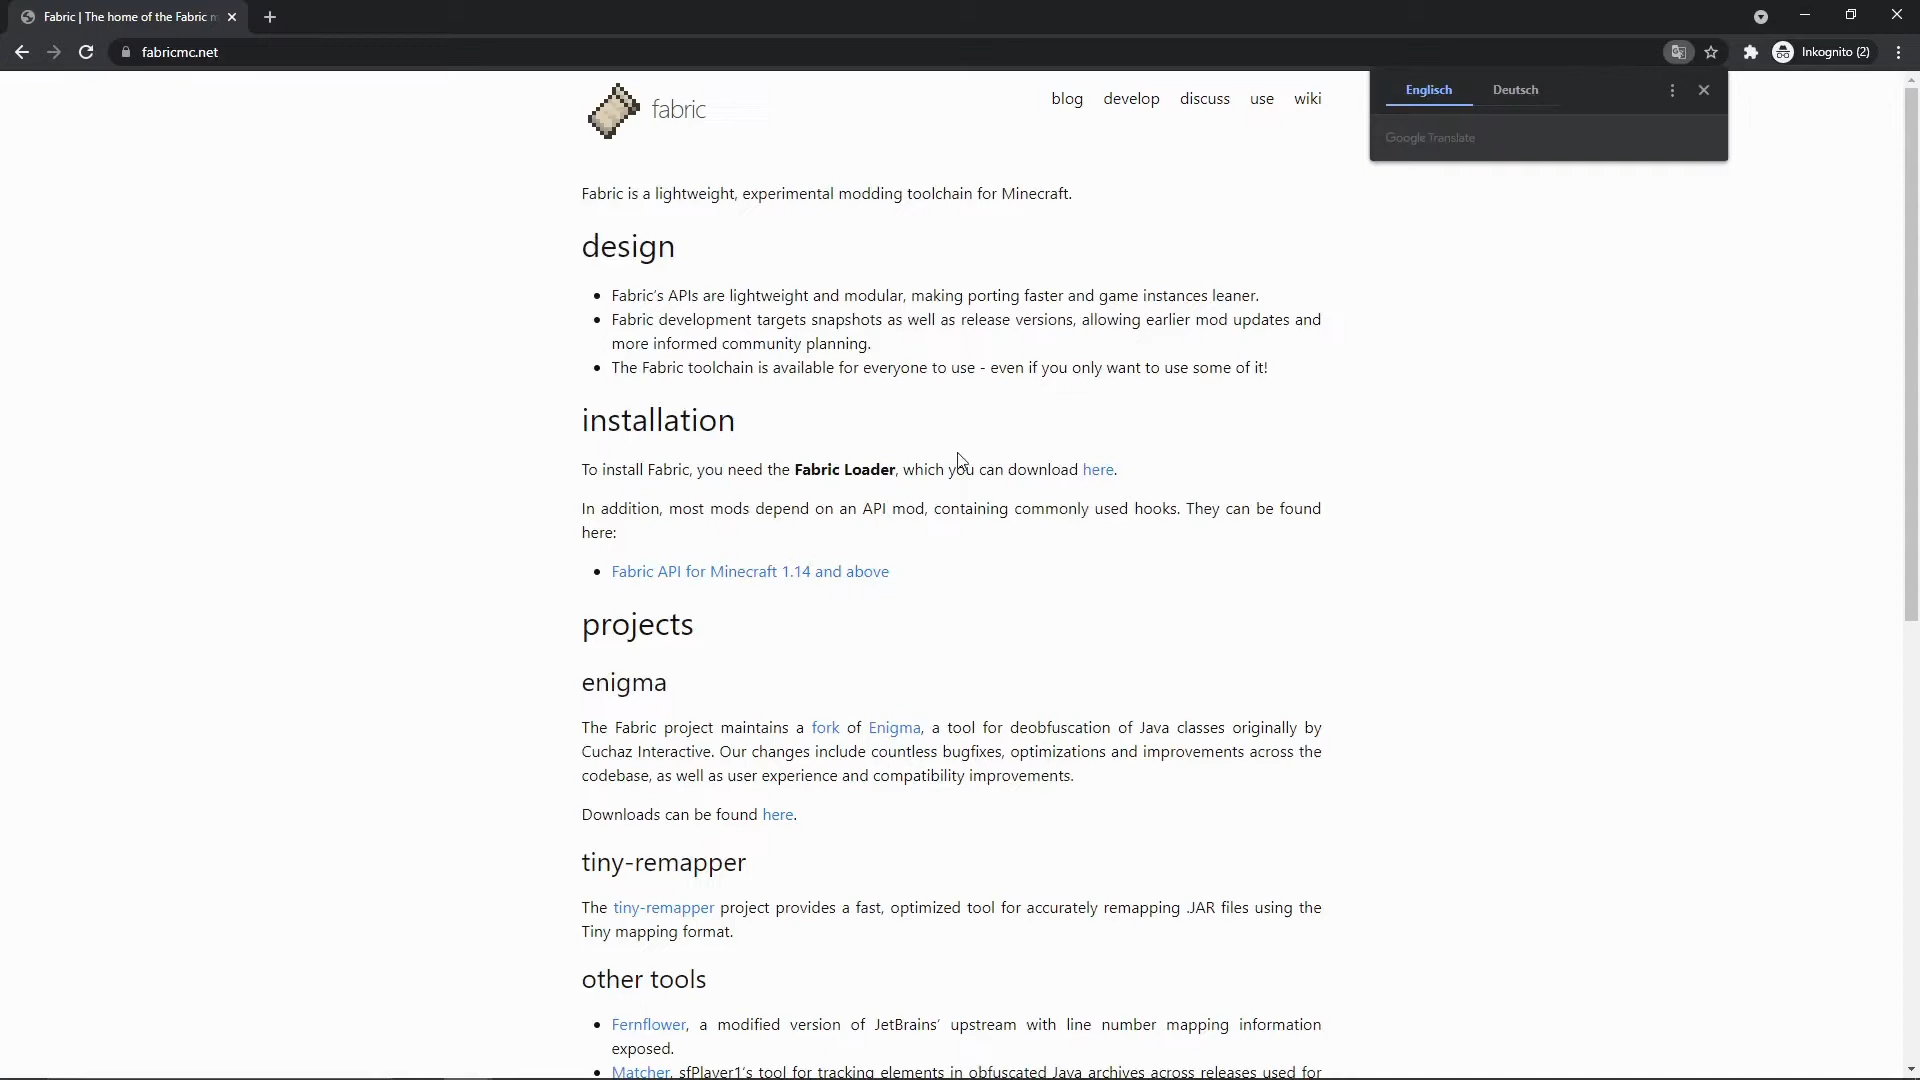 Fabric | The home of the Fabric m
fabricmc.net
Inkognito (2)
Englisch Deutsch
Google Translate
fabric
blog develop discuss use wiki
Fabric is a lightweight, experimental modding toolchain for Minecraft.
design
• Fabric's APIs are lightweight and modular, making porting faster and game instances leaner.
• Fabric development targets snapshots as well as release versions, allowing earlier mod updates and
more informed community planning.
• The Fabric toolchain is available for everyone to use - even if you only want to use some of it!
installation
To install Fabric, you need the Fabric Loader, which you can download here.
In addition, most mods depend on an API mod, containing commonly used hooks. They can be found
here:
• Fabric API for Minecraft 1.14 and above
projects
enigma
The Fabric project maintains a fork of Enigma, a tool for deobfuscation of Java classes originally by
Cuchaz Interactive. Our changes include countless bugfixes, optimizations and improvements across the
codebase, as well as user experience and compatibility improvements.
Downloads can be found here.
tiny-remapper
The tiny-remapper project provides a fast, optimized tool for accurately remapping .JAR files using the
Tiny mapping format.
other tools
• Fernflower, a modified version of JetBrains' upstream with line number mapping information
exposed.
• Matcher, sfPlayer1's tool for tracking elements in obfuscated Java archives across releases used for